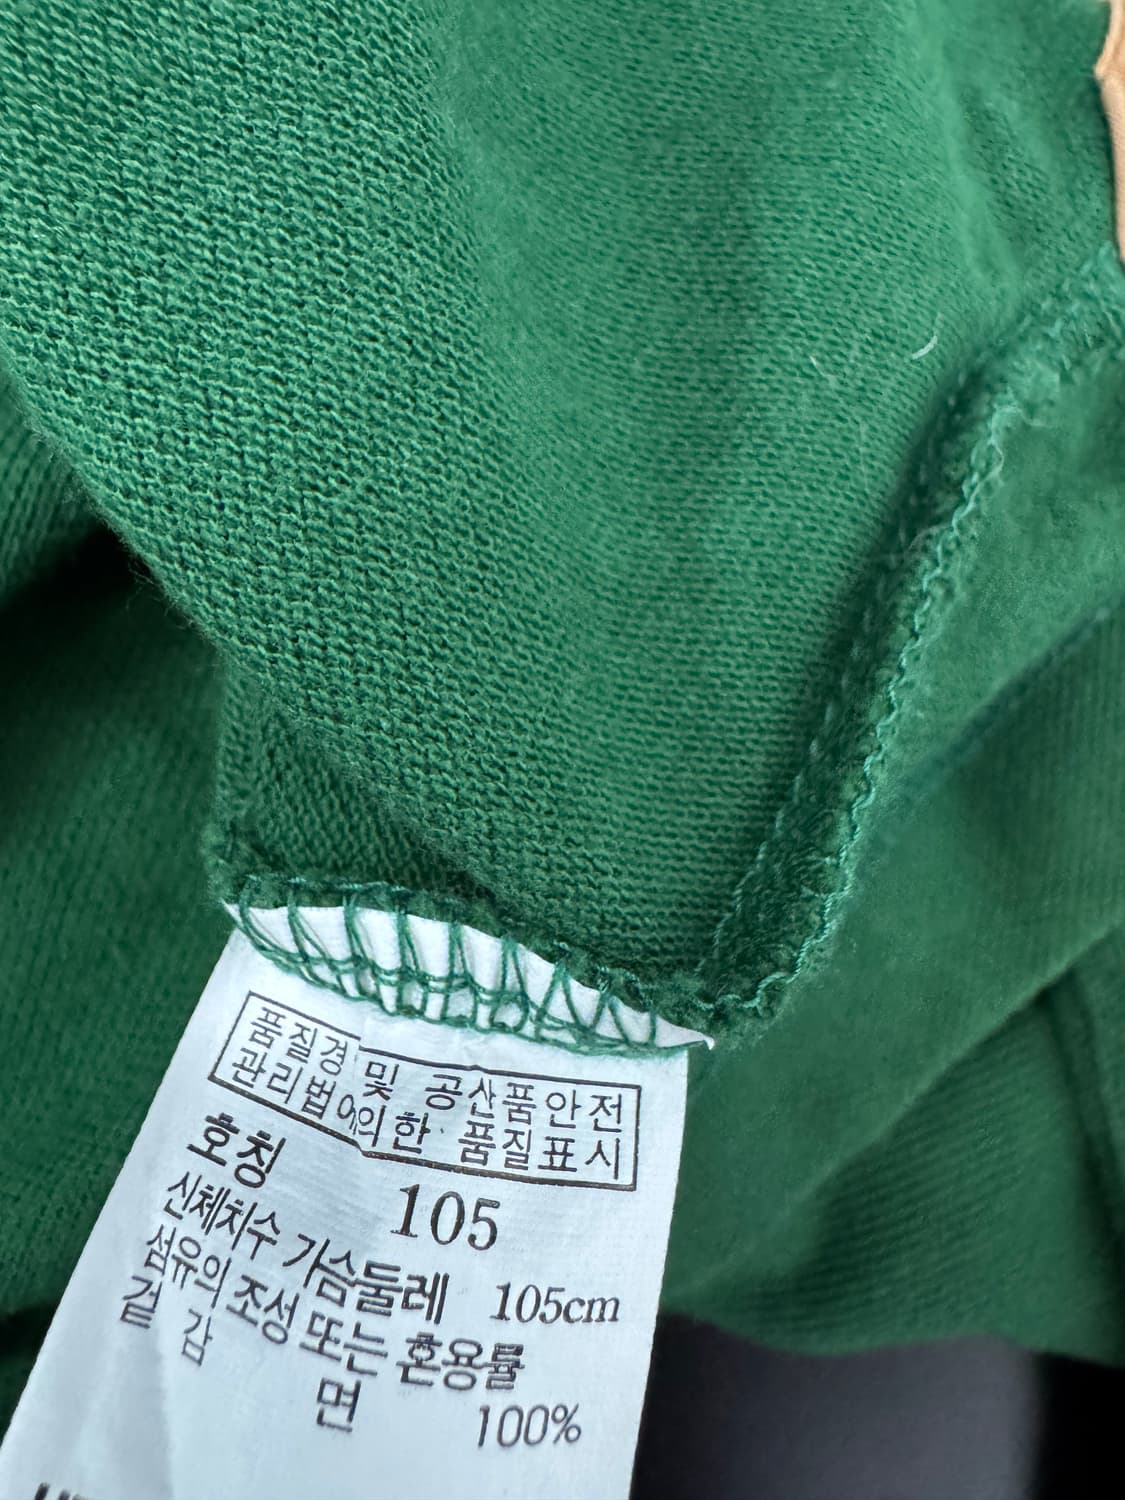 품질경 및 공산품안전
관리법에의한 품질표시
호칭 105
신체치수 가슴둘레 105cm
섬유의 조성 또는 혼용률
겉 감 면 100%